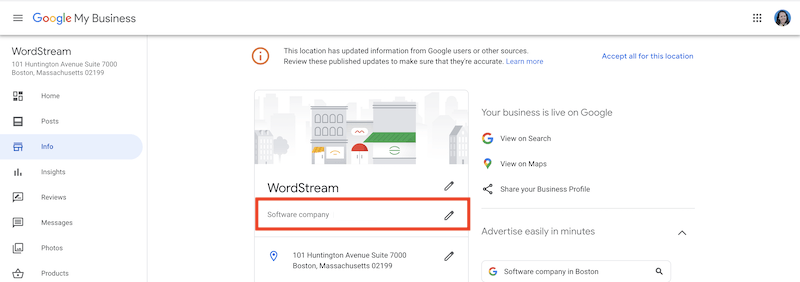 Google My Business
WordStream
101 Huntington Avenue Suite 7000
Boston, Massachusetts 02199
Home
Posts
Info
Insights
Reviews
Messages
Photos
Products
This location has updated information from Google users or other sources.
Review these published updates to make sure that they're accurate. Learn more
Accept all for this location
WordStream
Software company
101 Huntington Avenue Suite 7000
Boston, Massachusetts 02199
Your business is live on Google
View on Search
View on Maps
Share your Business Profile
Advertise easily in minutes
Software company in Boston